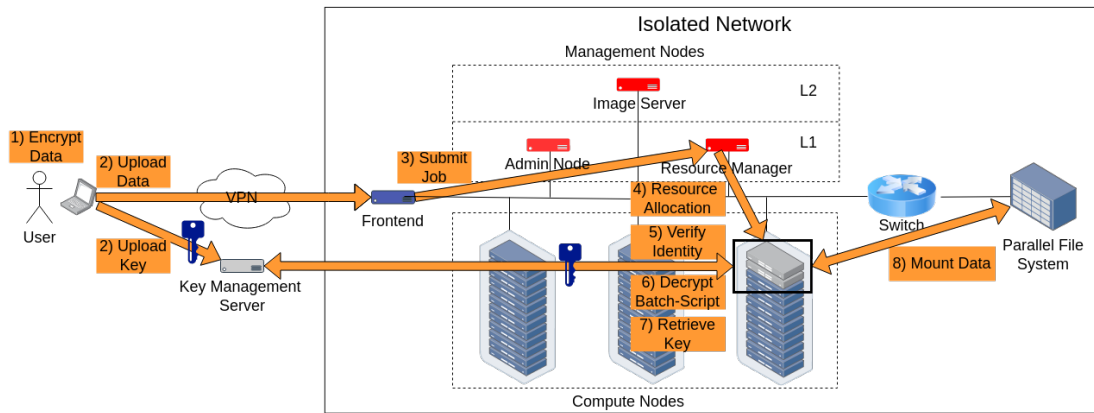 Isolated Network
Management Nodes
L2
Image Server
1) Encrypt
Data
2) Upload
Data
3) Submit
Job
Admin Node
L1
Resource Manager
VPN
User
Frontend
4) Resource
Allocation
Switch
Parallel File
System
2) Upload
Key
Key Management
Server
5) Verify
Identity
8) Mount Data
6) Decrypt
Batch-Script
7) Retrieve
Key
Compute Nodes